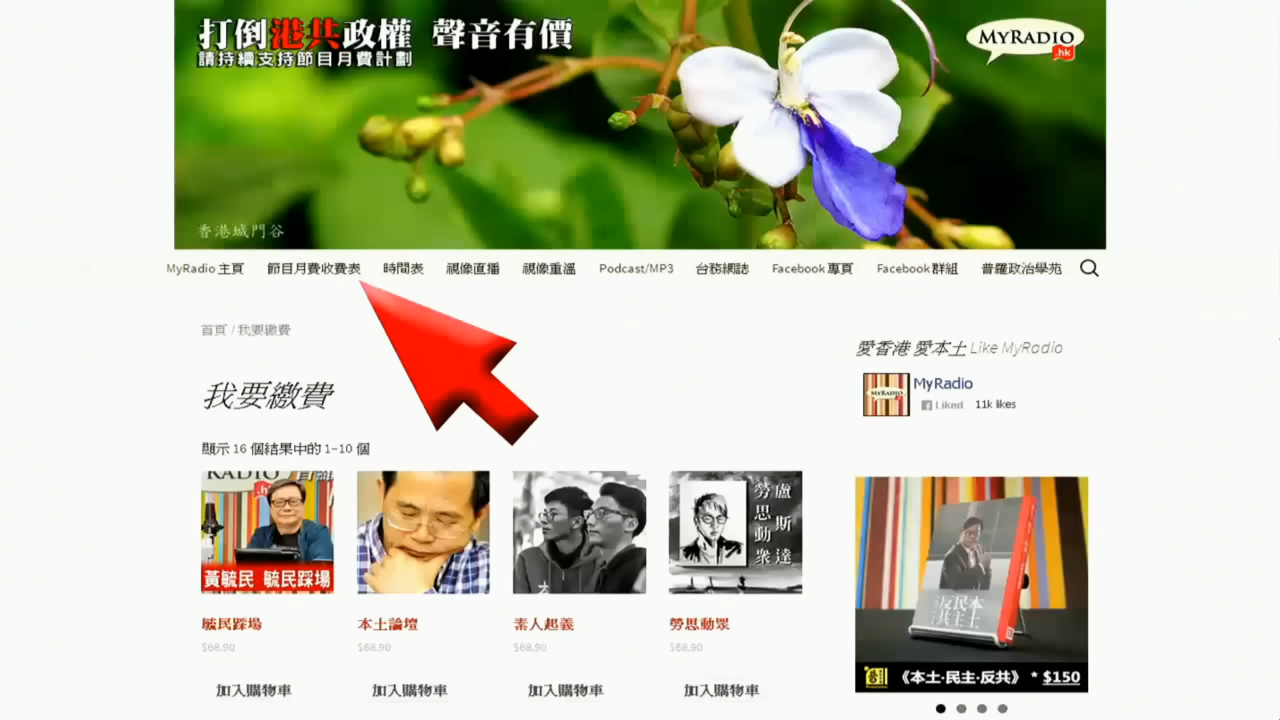 打倒港共政權 聲音有價
請持續支持節目月費計劃
MYRADIO
.hk
香港城門谷
MyRadio 主頁 節目月費收費表 時間表 視像直播 視像重溫 Podcast/MP3 台務網誌 Facebook 專頁 Facebook 群組 普羅政治學苑
首頁 / 我要繳費
我要繳費
顯示 16 個結果中的 1–10 個
愛香港 愛本土 Like MyRadio
MYRADIO
MyRadio
Liked 11k likes
RADIO
黃毓民 毓民踩場
盧斯達
勞思動眾
毓民踩場 本土論壇 素人起義 勞思動眾
$68.90 $68.90 $68.90 $68.90
加入購物車 加入購物車 加入購物車 加入購物車
本土
民主
反共
《本土·民主·反共》 * $150